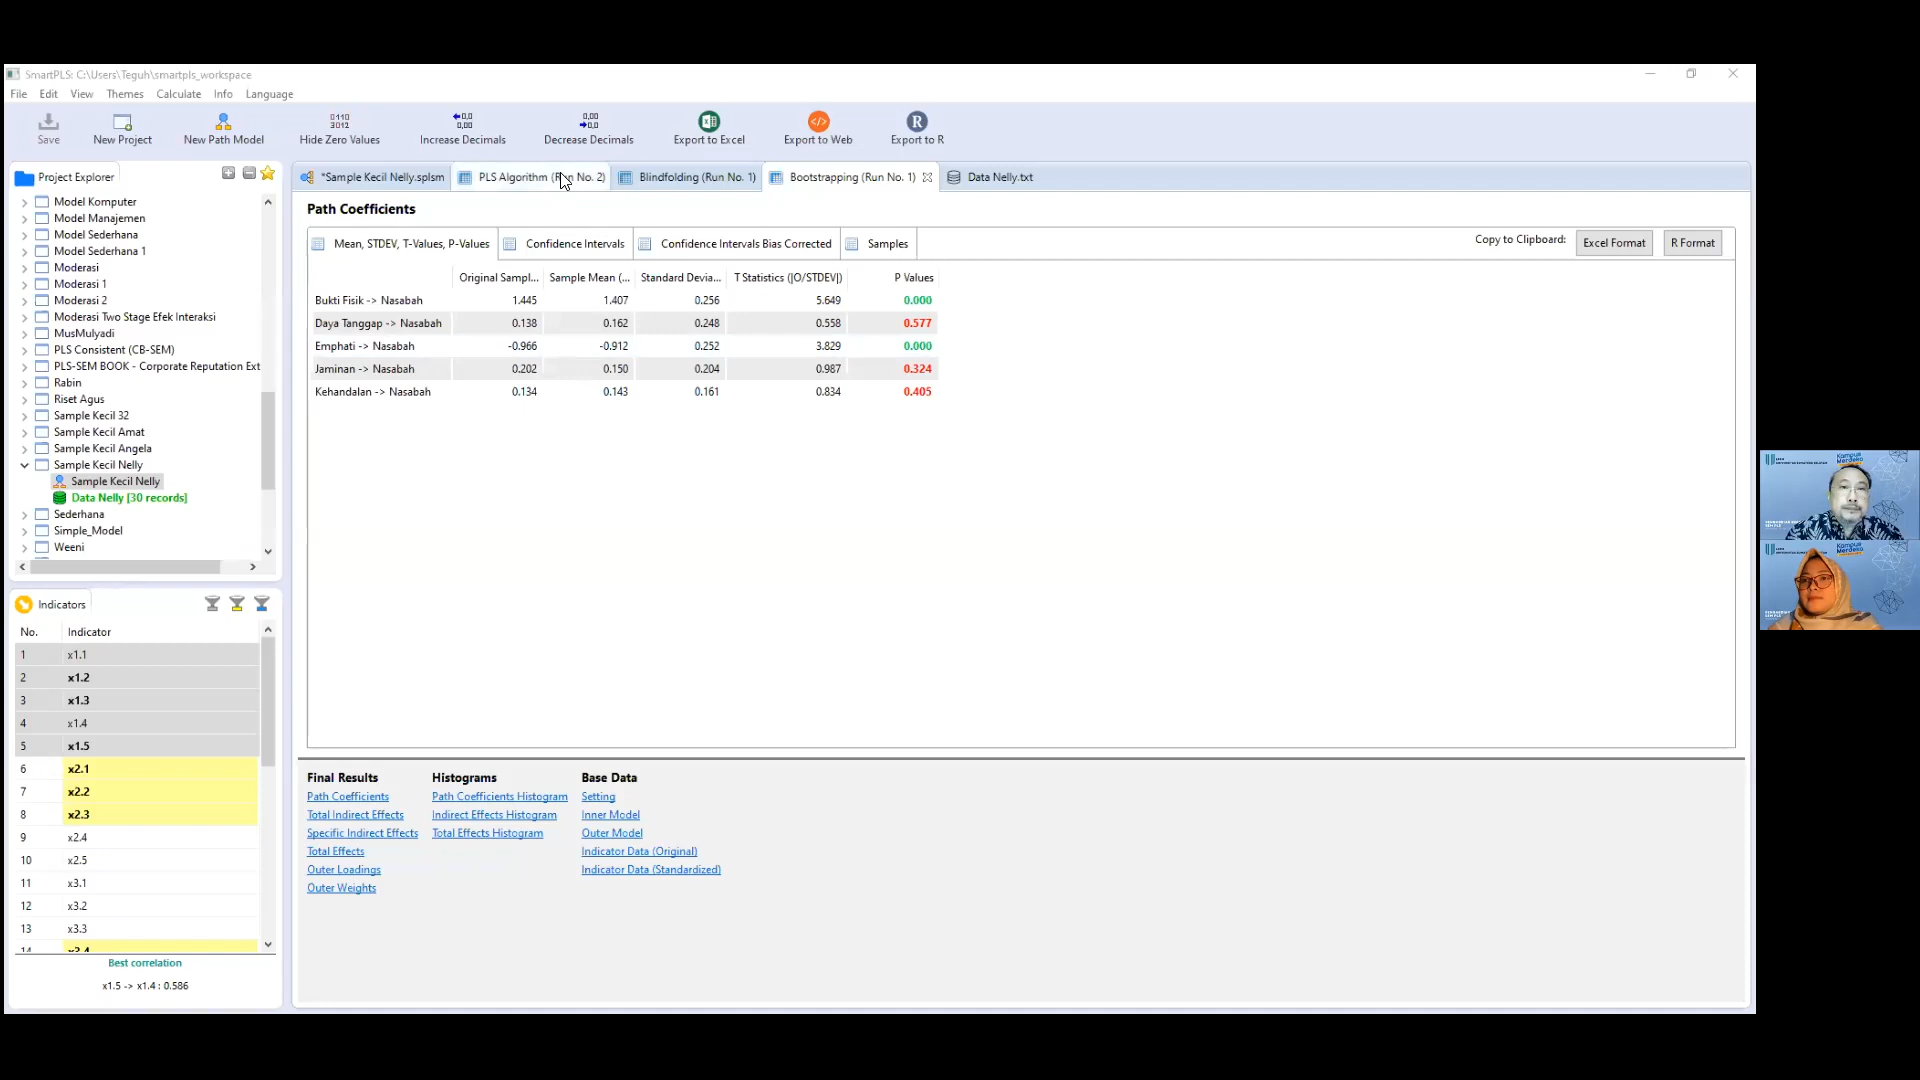 SmartPLS: C:\Users\Teguh\smartpls_workspace
File Edit View Themes Calculate Info Language
Save New Project New Path Model Hide Zero Values Increase Decimals Decrease Decimals Export to Excel Export to Web Export to R
Project Explorer
Model Komputer
Model Manajemen
Model Sederhana
Model Sederhana 1
Moderasi
Moderasi 1
Moderasi 2
Moderasi Two Stage Efek Interaksi
MusMulyadi
PLS Consistent (CB-SEM)
PLS-SEM BOOK - Corporate Reputation Ext
Rabin
Riset Agus
Sample Kecil 32
Sample Kecil Amat
Sample Kecil Angela
Sample Kecil Nelly
Sample Kecil Nelly
Data Nelly [30 records]
Sederhana
Simple_Model
Weeni
Indicators
No. Indicator
1 x1.1
2 x1.2
3 x1.3
4 x1.4
5 x1.5
6 x2.1
7 x2.2
8 x2.3
9 x2.4
10 x2.5
11 x3.1
12 x3.2
13 x3.3
14 x3.4
Best correlation
x1.5 -> x1.4 : 0.586
*Sample Kecil Nelly.splsm PLS Algorithm (Run No. 2) Blindfolding (Run No. 1) Bootstrapping (Run No. 1) Data Nelly.txt
Path Coefficients
Mean, STDEV, T-Values, P-Values Confidence Intervals Confidence Intervals Bias Corrected Samples Copy to Clipboard: Excel Format R Format
Original Sampl... Sample Mean (... Standard Devia... T Statistics (|O/STDEV|) P Values
Bukti Fisik -> Nasabah 1.445 1.407 0.256 5.649 0.000
Daya Tanggap -> Nasabah 0.138 0.162 0.248 0.558 0.577
Emphati -> Nasabah -0.966 -0.912 0.252 3.829 0.000
Jaminan -> Nasabah 0.202 0.150 0.204 0.987 0.324
Kehandalan -> Nasabah 0.134 0.143 0.161 0.834 0.405
Final Results Histograms Base Data
Path Coefficients Path Coefficients Histogram Setting
Total Indirect Effects Indirect Effects Histogram Inner Model
Specific Indirect Effects Total Effects Histogram Outer Model
Total Effects Indicator Data (Original)
Outer Loadings Indicator Data (Standardized)
Outer Weights
Kampus
Merdeka
Kampus
Merdeka